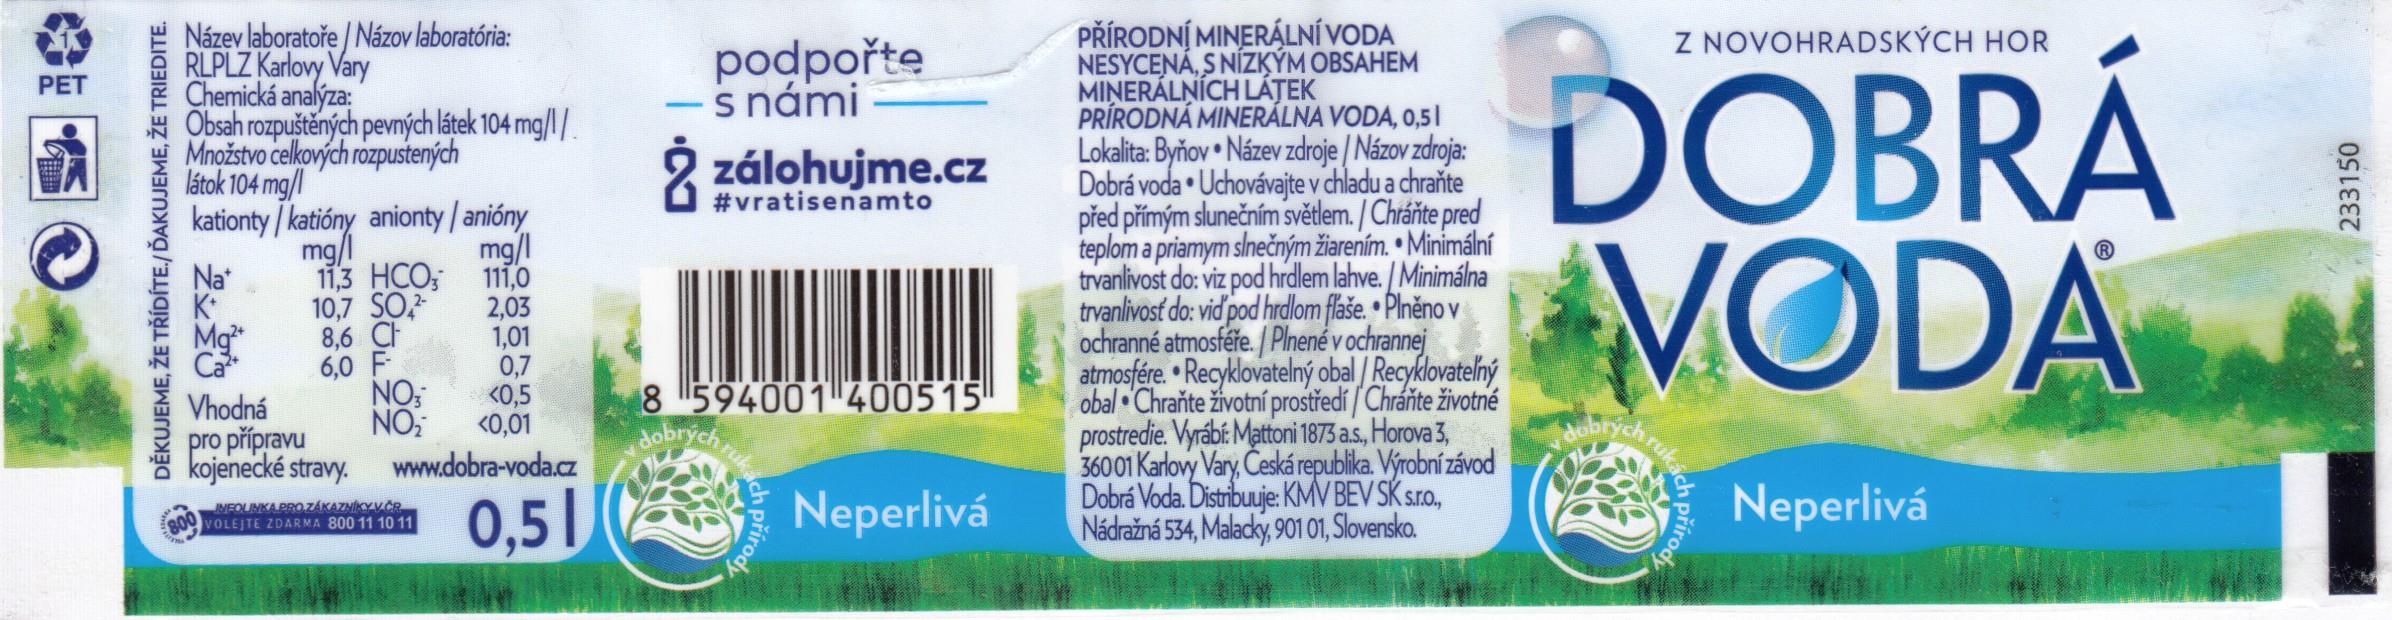 1
PET
DĚKUJEME, ŽE TŘÍDÍTE./ĎAKUJEME, ŽE TRIEDITE.
Název laboratoře / Názov laboratória:
RLPLZ Karlovy Vary
Chemická analýza:
Obsah rozpuštěných pevných látek 104 mg/l /
Množstvo celkových rozpustených
látok 104 mg/l
kationty / katióny anionty / anióny
mg/l mg/l
Na⁺ 11,3 HCO₃⁻ 111,0
K⁺ 10,7 SO₄²⁻ 2,03
Mg²⁺ 8,6 Cl⁻ 1,01
Ca²⁺ 6,0 F⁻ 0,7
NO₃⁻ <0,5
NO₂⁻ <0,01
Vhodná
pro přípravu
kojenecké stravy.
www.dobra-voda.cz
800
INFOLINKA PRO ZÁKAZNÍKY V ČR
VOLEJTE ZDARMA 800 11 10 11
0,5 l
podpořte
s námi
zálohujme.cz
#vratisenamto
8 594001 400515
v dobrých rukách přírody
Neperlivá
PŘÍRODNÍ MINERÁLNÍ VODA
NESYCENÁ, S NÍZKÝM OBSAHEM
MINERÁLNÍCH LÁTEK
PRÍRODNÁ MINERÁLNA VODA, 0,5 l
Lokalita: Byňov • Název zdroje / Názov zdroja:
Dobrá voda • Uchovávajte v chladu a chraňte
před přímým slunečním světlem. / Chráňte pred
teplom a priamym slnečným žiarením. • Minimální
trvanlivost do: viz pod hrdlem lahve. / Minimálna
trvanlivosť do: viď pod hrdlom fľaše. • Plněno v
ochranné atmosféře. / Plnené v ochrannej
atmosfére. • Recyklovatelný obal / Recyklovateľný
obal • Chraňte životní prostředí / Chráňte životné
prostredie. Vyrábí: Mattoni 1873 a.s., Horova 3,
360 01 Karlovy Vary, Česká republika. Výrobní závod
Dobrá Voda. Distribuuje: KMV BEV SK s.r.o.,
Nádražná 534, Malacky, 901 01, Slovensko.
Z NOVOHRADSKÝCH HOR
DOBRÁ
VODA®
v dobrých rukách přírody
Neperlivá
233150